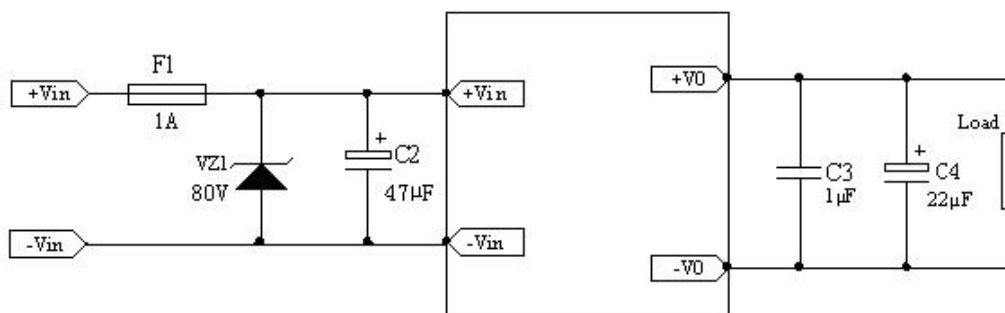 F1
+Vin
1A
+Vin
VZ1
80V
+
C2
47μF
-Vin
-Vin
+V0
-V0
C3
1μF
+
C4
22μF
Load